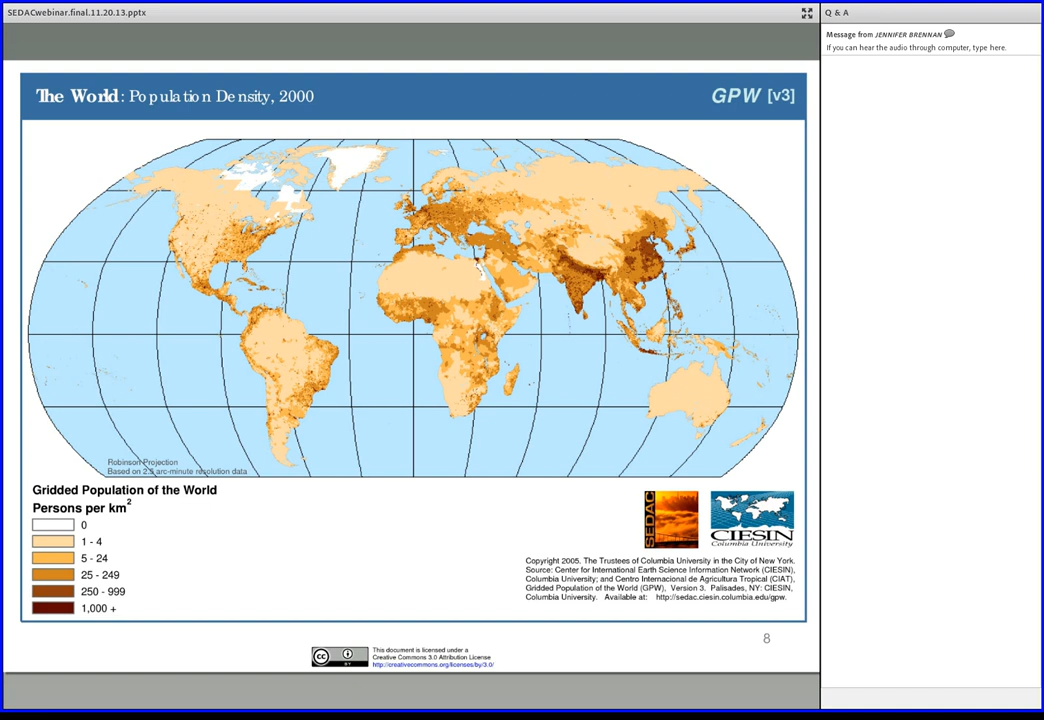 SEDACwebinar.final.11.20.13.pptx
Q & A
Message from JENNIFER BRENNAN
If you can hear the audio through computer, type here.
The World: Population Density, 2000
GPW [v3]
Robinson Projection
Based on 2.5 arc-minute resolution data
Gridded Population of the World
Persons per km2
0
1 - 4
5 - 24
25 - 249
250 - 999
1,000 +
SEDAC
CIESIN
Columbia University
Copyright 2005. The Trustees of Columbia University in the City of New York.
Source: Center for International Earth Science Information Network (CIESIN),
Columbia University; and Centro Internacional de Agricultura Tropical (CIAT),
Gridded Population of the World (GPW), Version 3. Palisades, NY: CIESIN,
Columbia University. Available at: http://sedac.ciesin.columbia.edu/gpw.
8
cc
BY
This document is licensed under a
Creative Commons 3.0 Attribution License
http://creativecommons.org/licenses/by/3.0/